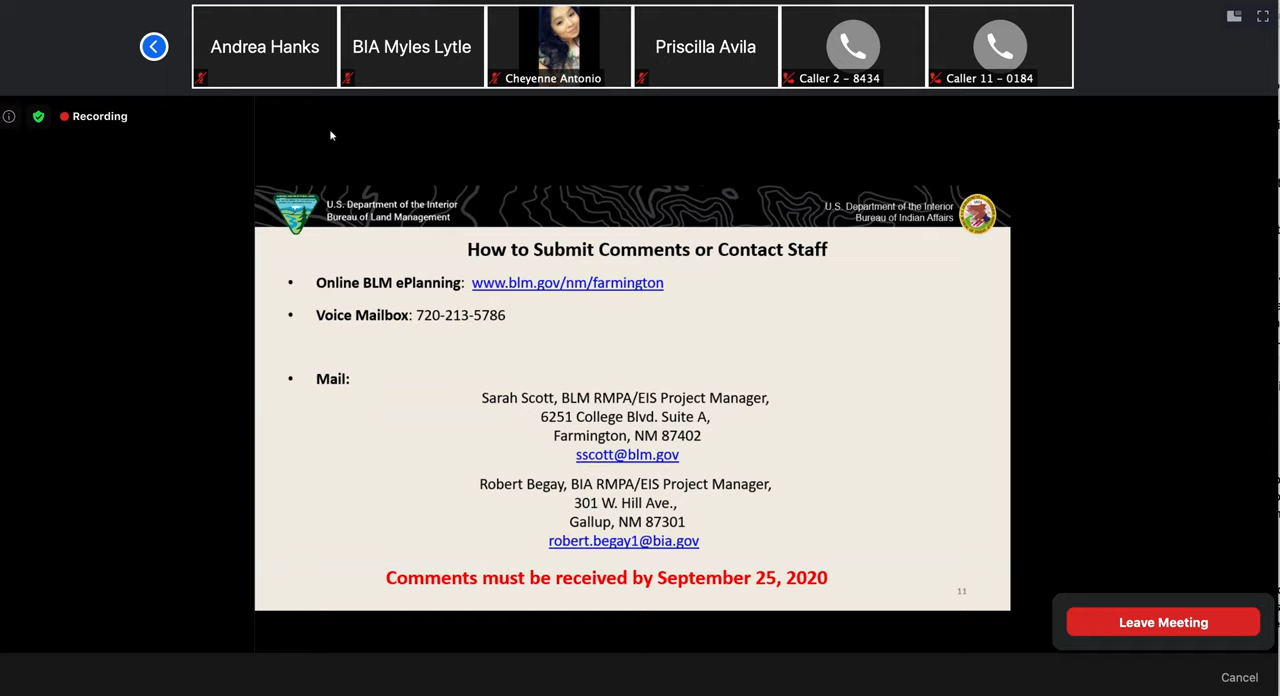 Andrea Hanks
BIA Myles Lytle
Cheyenne Antonio
Priscilla Avila
Caller 2 - 8434
Caller 11 - 0184
Recording
U.S. Department of the Interior
Bureau of Land Management
U.S. Department of the Interior
Bureau of Indian Affairs
How to Submit Comments or Contact Staff
• Online BLM ePlanning: www.blm.gov/nm/farmington
• Voice Mailbox: 720-213-5786
• Mail:
Sarah Scott, BLM RMPA/EIS Project Manager,
6251 College Blvd. Suite A,
Farmington, NM 87402
sscott@blm.gov
Robert Begay, BIA RMPA/EIS Project Manager,
301 W. Hill Ave.,
Gallup, NM 87301
robert.begay1@bia.gov
Comments must be received by September 25, 2020
11
Leave Meeting
Cancel